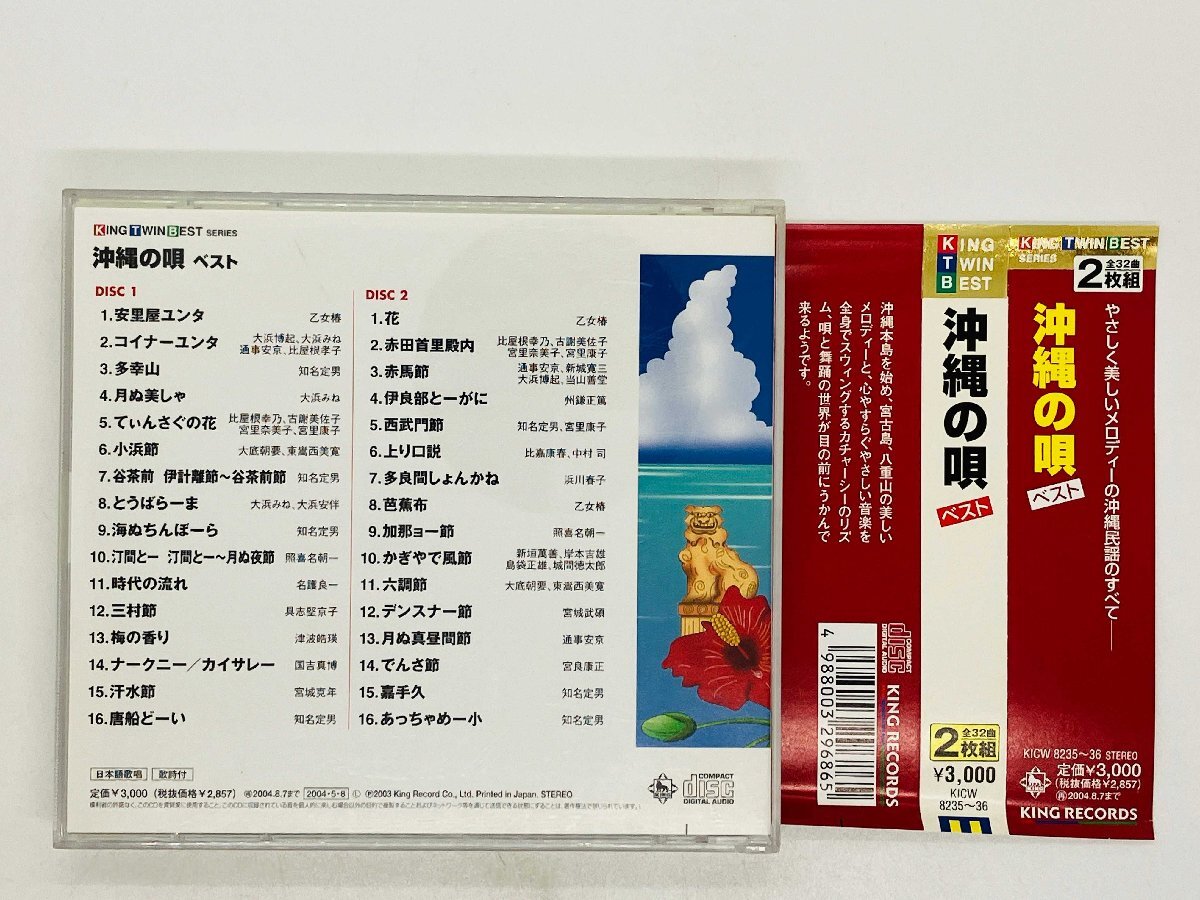 KING TWIN BEST SERIES
沖縄の唄 ベスト
DISC 1
1.安里屋ユンタ 乙女椿
2.コイナーユンタ 大浜博起、大浜みね
通事安京、比屋根孝子
3.多幸山 知名定男
4.月ぬ美しゃ 大浜みね
5.てぃんさぐの花 比屋根幸乃、古謝美佐子
宮里奈美子、宮里康子
6.小浜節 大底朝要、東嵩西美寛
7.谷茶前 伊計離節〜谷茶前節 知名定男
8.とうばらーま 大浜みね、大浜安伴
9.海ぬちんぼーら 知名定男
10.汀間とー 汀間とー〜月ぬ夜節 照喜名朝一
11.時代の流れ 名護良一
12.三村節 具志堅京子
13.梅の香り 津波皓瑛
14.ナークニー／カイサレー 国吉真博
15.汗水節 宮城克年
16.唐船どーい 知名定男
DISC 2
1.花 乙女椿
2.赤田首里殿内 比屋根幸乃、古謝美佐子
宮里奈美子、宮里康子
3.赤馬節 通事安京、新城寛三
大浜博起、当山善堂
4.伊良部とーがに 州鎌正篤
5.西武門節 知名定男、宮里康子
6.上り口説 比嘉康春、中村 司
7.多良間しょんかね 浜川春子
8.芭蕉布 乙女椿
9.加那ョー節 照喜名朝一
10.かぎやで風節 新垣萬善、岸本吉雄
島袋正雄、城間徳太郎
11.六調節 大底朝要、東嵩西美寛
12.デンスナー節 宮城武碩
13.月ぬ真昼間節 通事安京
14.でんさ節 宮良康正
15.嘉手久 知名定男
16.あっちゃめー小 知名定男
日本語歌唱 歌詩付
定価¥3,000 (税抜価格¥2,857) 再2004.8.7まで 2004・5・8 Ⓛ Ⓟ2003 King Record Co., Ltd. Printed in Japan. STEREO
KING RECORDS
COMPACT
disc
DIGITAL AUDIO
沖縄本島を始め、宮古島、八重山の美しい
メロディーと、心やすらぐやさしい音楽を
全身でスウィングするカチャーシーのリズ
ム、唄と舞踊の世界が目の前にうかんで
来るようです。
COMPACT
disc
DIGITAL AUDIO
KING RECORDS
4 988003 296865
KING
TWIN
BEST
沖縄の唄
ベスト
全32曲
2枚組
¥3,000
KICW
8235〜36
KING TWIN BEST
SERIES
全32曲
2枚組
やさしく美しいメロディーの沖縄民謡のすべて――
沖縄の唄
ベスト
KICW 8235〜36 STEREO
定価¥3,000
(税抜価格¥2,857)
再2004.8.7まで
KING RECORDS